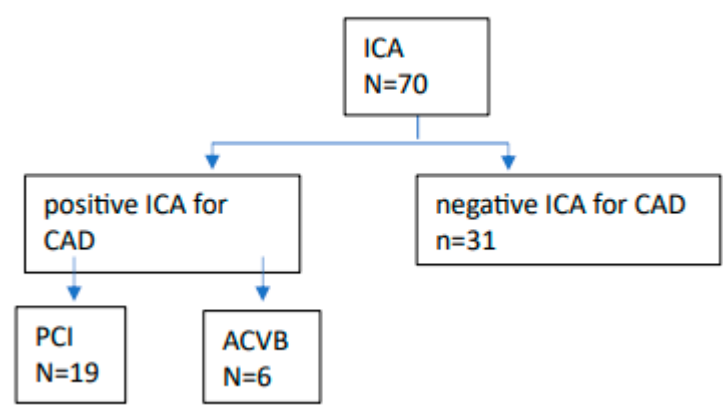 ICA
N=70
positive ICA for
CAD
negative ICA for CAD
n=31
PCI
N=19
ACVB
N=6